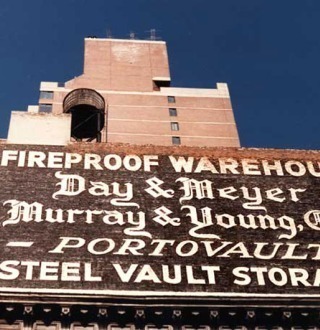 FIREPROOF WAREHOU
Day & Meyer
Murray & Young, C
- PORTOVAULT
STEEL VAULT STORA